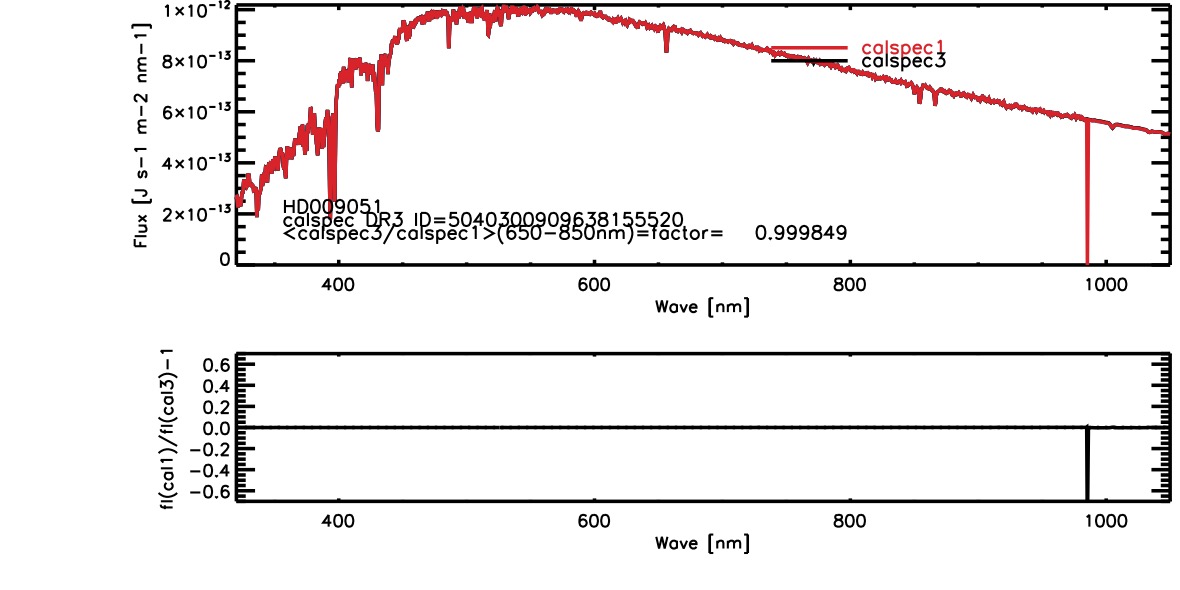 1×10−12
8×10−13
6×10−13
4×10−13
2×10−13
0
Flux [J s−1 m−2 nm−1]
calspec1
calspec3
HD009051
calspec DR3 ID=5040300909638155520
<calspec3/calspec1>(650−850nm)=factor= 0.999849
400 600 800 1000
Wave [nm]
0.6
0.4
0.2
0.0
−0.2
−0.4
−0.6
fl(cal1)/fl(cal3)−1
400 600 800 1000
Wave [nm]